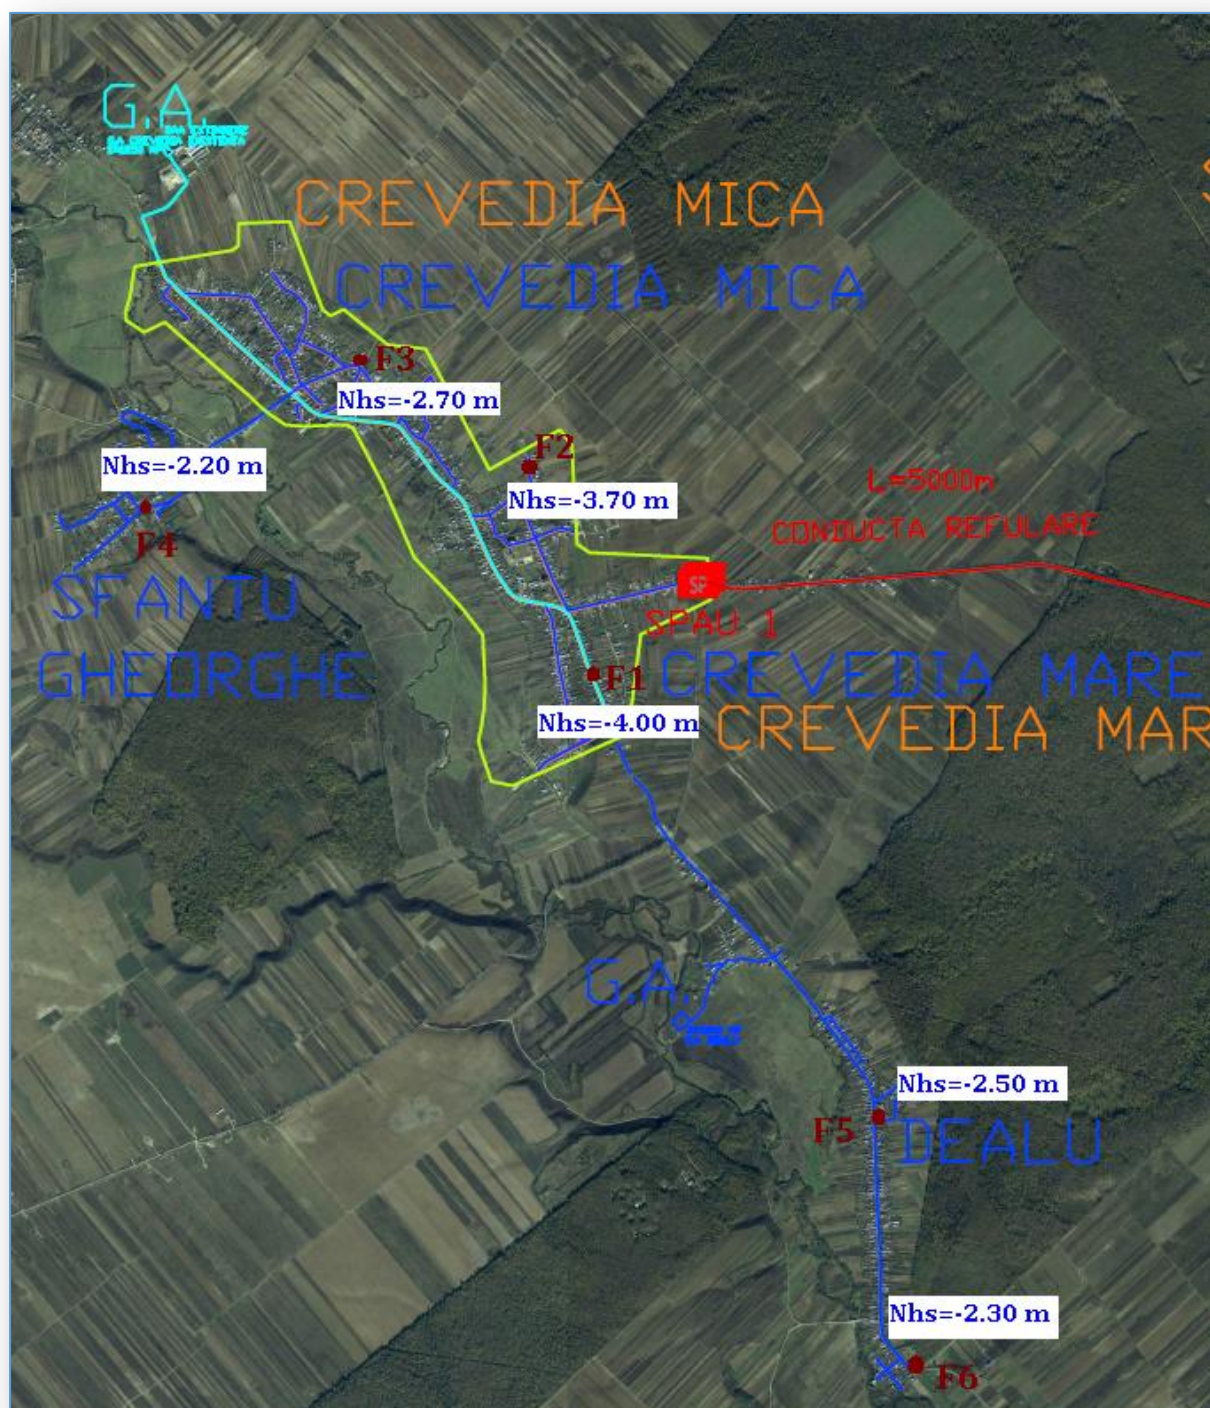 G.A.
CREVEDIA MICA
CREVEDIA MICA
F3
Nhs=-2.70 m
F2
Nhs=-2.20 m
Nhs=-3.70 m
L=5000m
CONDUCTA REFULARE
F4
SP
SFANTU
GHEORGHE
SPAU 1
F1
CREVEDIA MARE
Nhs=-4.00 m
CREVEDIA MAR
G.A.
Nhs=-2.50 m
F5
DEALU
Nhs=-2.30 m
F6